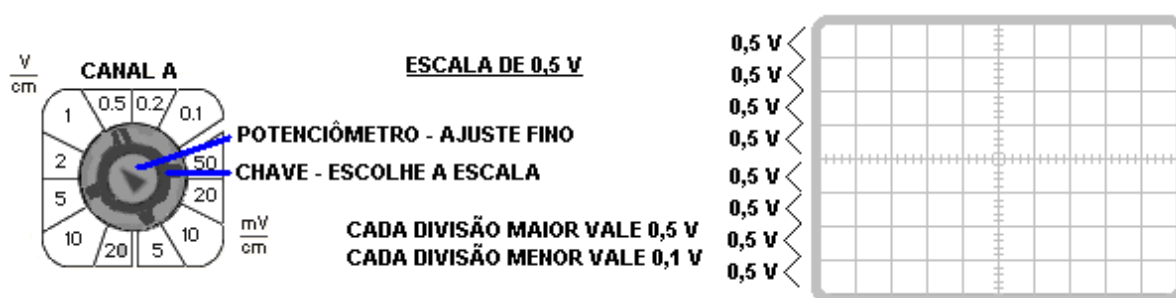 V
cm
CANAL A
1
0.5
0.2
0.1
2
50
5
20
10
20
5
10
mV
cm
POTENCIÔMETRO - AJUSTE FINO
CHAVE - ESCOLHE A ESCALA
ESCALA DE 0,5 V
CADA DIVISÃO MAIOR VALE 0,5 V
CADA DIVISÃO MENOR VALE 0,1 V
0,5 V
0,5 V
0,5 V
0,5 V
0,5 V
0,5 V
0,5 V
0,5 V